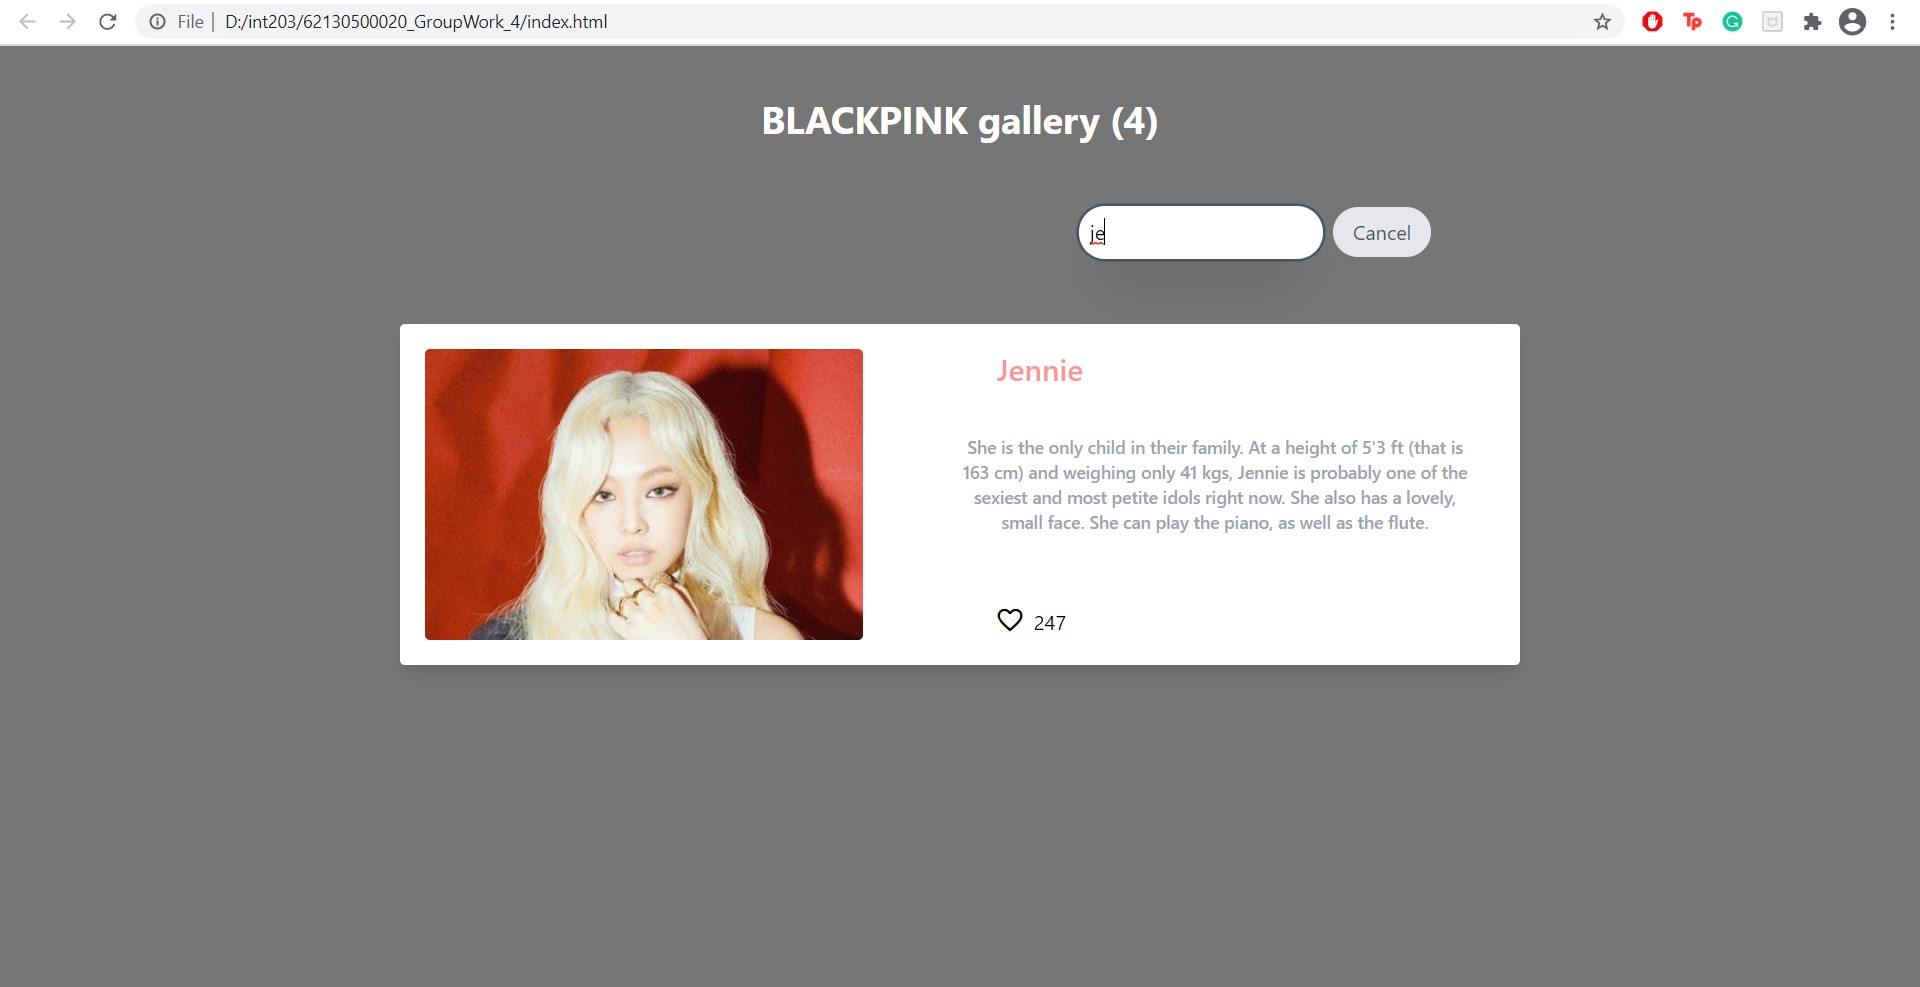 File | D:/int203/62130500020_GroupWork_4/index.html
Tp
BLACKPINK gallery (4)
je
Cancel
Jennie
She is the only child in their family. At a height of 5'3 ft (that is
163 cm) and weighing only 41 kgs, Jennie is probably one of the
sexiest and most petite idols right now. She also has a lovely,
small face. She can play the piano, as well as the flute.
247